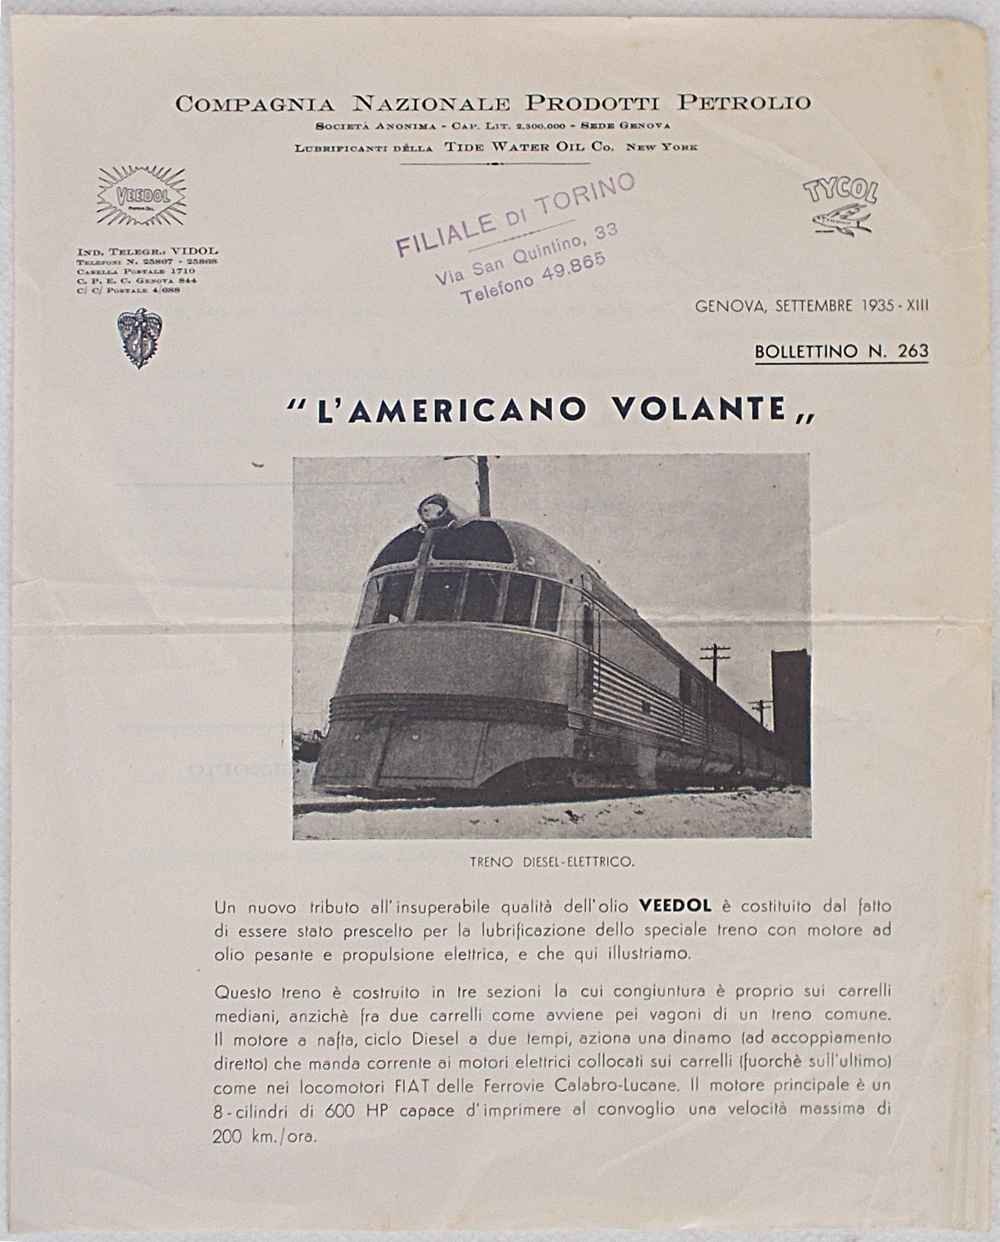 COMPAGNIA NAZIONALE PRODOTTI PETROLIO
SOCIETÀ ANONIMA - CAP. LIT. 2.300.000 - SEDE GENOVA
LUBRIFICANTI DELLA TIDE WATER OIL CO. NEW YORK
VEEDOL
TYCOL
FILIALE DI TORINO
Via San Quintino, 33
Telefono 49.865
IND. TELEGR.: VIDOL
TELEFONI N. 25867 - 25868
CASELLA POSTALE 1710
C. P. E. C. GENOVA 844
C/ C/ POSTALE 4/688
GENOVA, SETTEMBRE 1935-XIII
BOLLETTINO N. 263
"L'AMERICANO VOLANTE„
TRENO DIESEL-ELETTRICO.
Un nuovo tributo all'insuperabile qualità dell'olio VEEDOL è costituito dal fatto
di essere stato prescelto per la lubrificazione dello speciale treno con motore ad
olio pesante e propulsione elettrica, e che qui illustriamo.
Questo treno è costruito in tre sezioni la cui congiuntura è proprio sui carrelli
mediani, anzichè fra due carrelli come avviene pei vagoni di un treno comune.
Il motore a nafta, ciclo Diesel a due tempi, aziona una dinamo (ad accoppiamento
diretto) che manda corrente ai motori elettrici collocati sui carrelli (fuorchè sull'ultimo)
come nei locomotori FIAT delle Ferrovie Calabro-Lucane. Il motore principale è un
8-cilindri di 600 HP capace d'imprimere al convoglio una velocità massima di
200 km./ora.